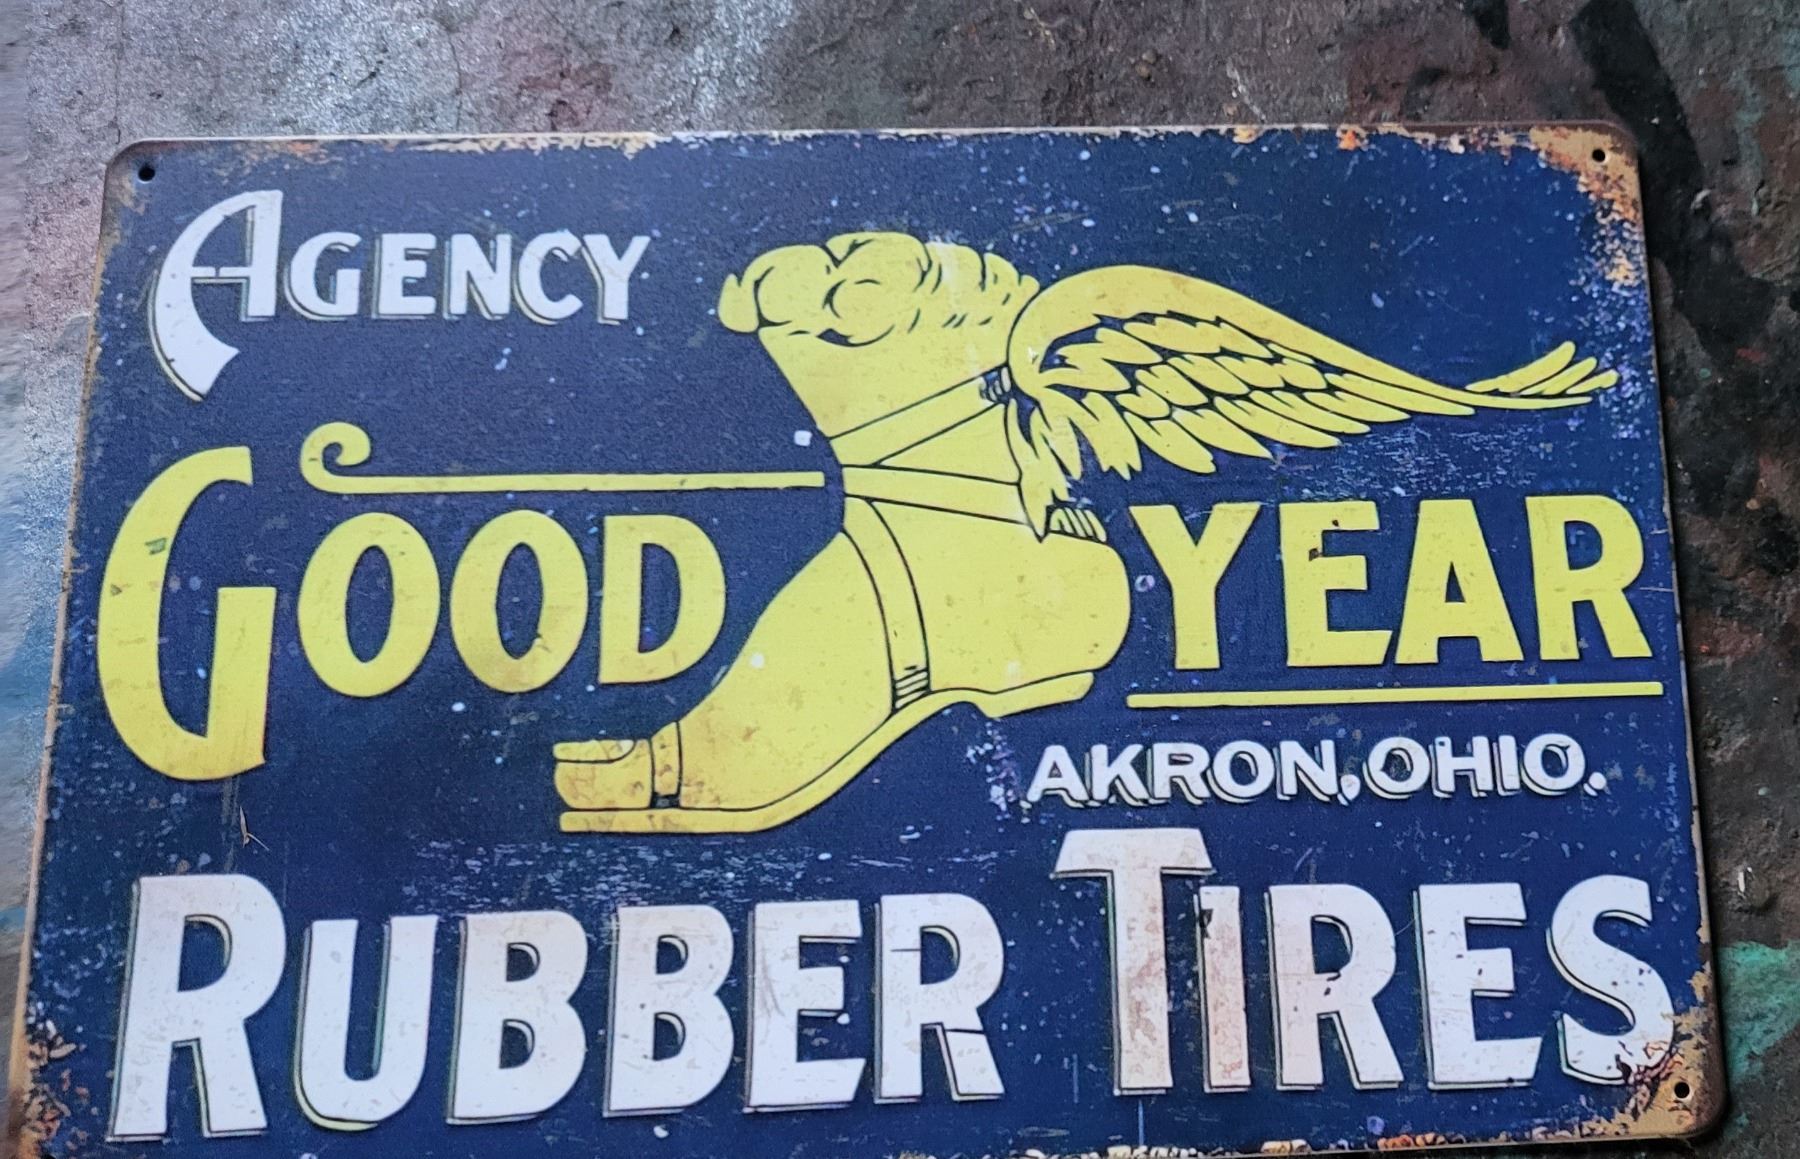 AGENCY
GOOD YEAR
AKRON, OHIO.
RUBBER TIRES